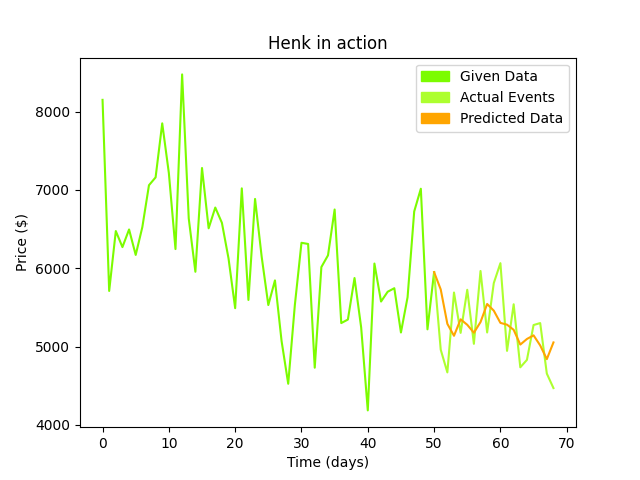 Henk in action
Given Data
Actual Events
Predicted Data
Price ($)
8000
7000
6000
5000
4000
0 10 20 30 40 50 60 70
Time (days)